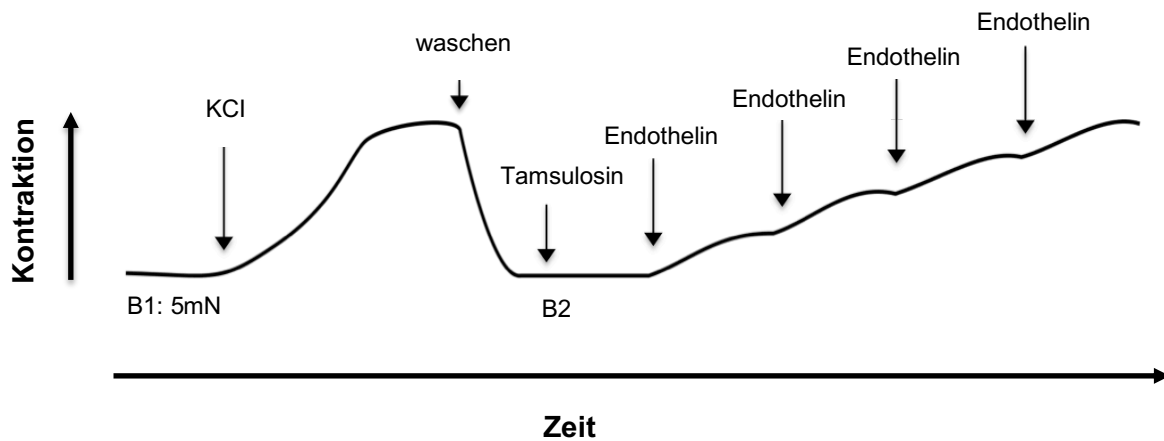 Endothelin
waschen
Endothelin
KCl
Endothelin
Endothelin
Tamsulosin
Kontraktion
B1: 5mN
B2
Zeit